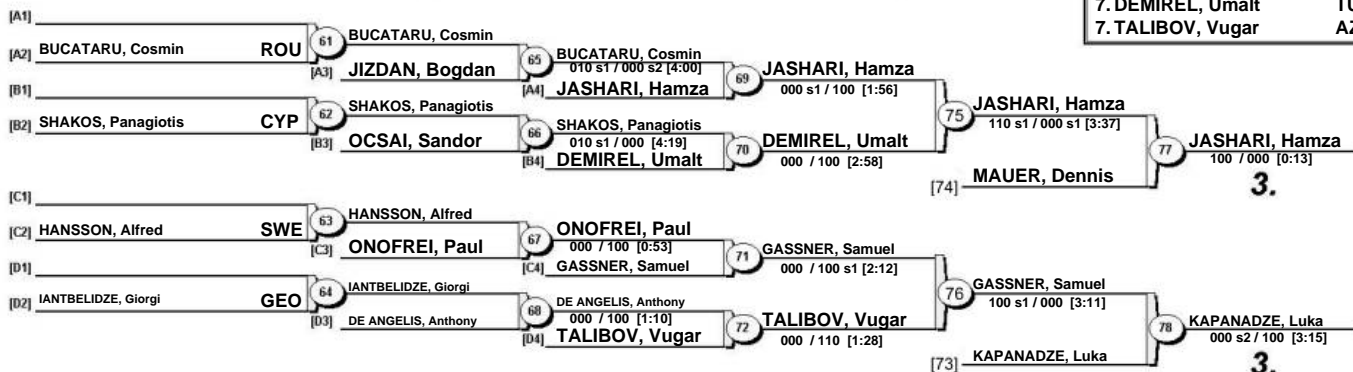 7. DEMIREL, Umalt
7. TALIBOV, Vugar
[A1]
[A2] BUCATARU, Cosmin ROU
61
BUCATARU, Cosmin
[A3] JIZDAN, Bogdan
65
BUCATARU, Cosmin
010 s1 / 000 s2 [4:00]
[A4] JASHARI, Hamza
69
JASHARI, Hamza
000 s1 / 100 [1:56]
[B1]
[B2] SHAKOS, Panagiotis CYP
62
SHAKOS, Panagiotis
[B3] OCSAI, Sandor
66
SHAKOS, Panagiotis
010 s1 / 000 [4:19]
[B4] DEMIREL, Umalt
70
DEMIREL, Umalt
000 / 100 [2:58]
75
JASHARI, Hamza
110 s1 / 000 s1 [3:37]
[74] MAUER, Dennis
77
JASHARI, Hamza
100 / 000 [0:13]
3.
[C1]
[C2] HANSSON, Alfred SWE
63
HANSSON, Alfred
[C3] ONOFREI, Paul
67
ONOFREI, Paul
000 / 100 [0:53]
[C4] GASSNER, Samuel
71
GASSNER, Samuel
000 / 100 s1 [2:12]
[D1]
[D2] IANTBELIDZE, Giorgi GEO
64
IANTBELIDZE, Giorgi
[D3] DE ANGELIS, Anthony
68
DE ANGELIS, Anthony
000 / 100 [1:10]
[D4] TALIBOV, Vugar
72
TALIBOV, Vugar
000 / 110 [1:28]
76
GASSNER, Samuel
100 s1 / 000 [3:11]
[73] KAPANADZE, Luka
78
KAPANADZE, Luka
000 s2 / 100 [3:15]
3.